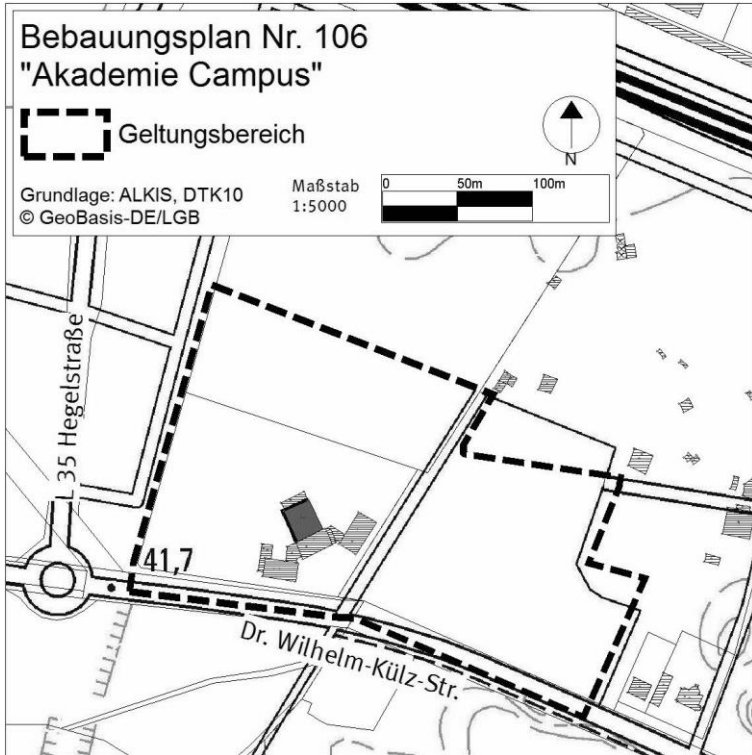 Bebauungsplan Nr. 106
"Akademie Campus"
Geltungsbereich
N
Grundlage: ALKIS, DTK10
© GeoBasis-DE/LGB
Maßstab
1:5000
0 50m 100m
L 35 Hegelstraße
41,7
Dr. Wilhelm-Külz-Str.